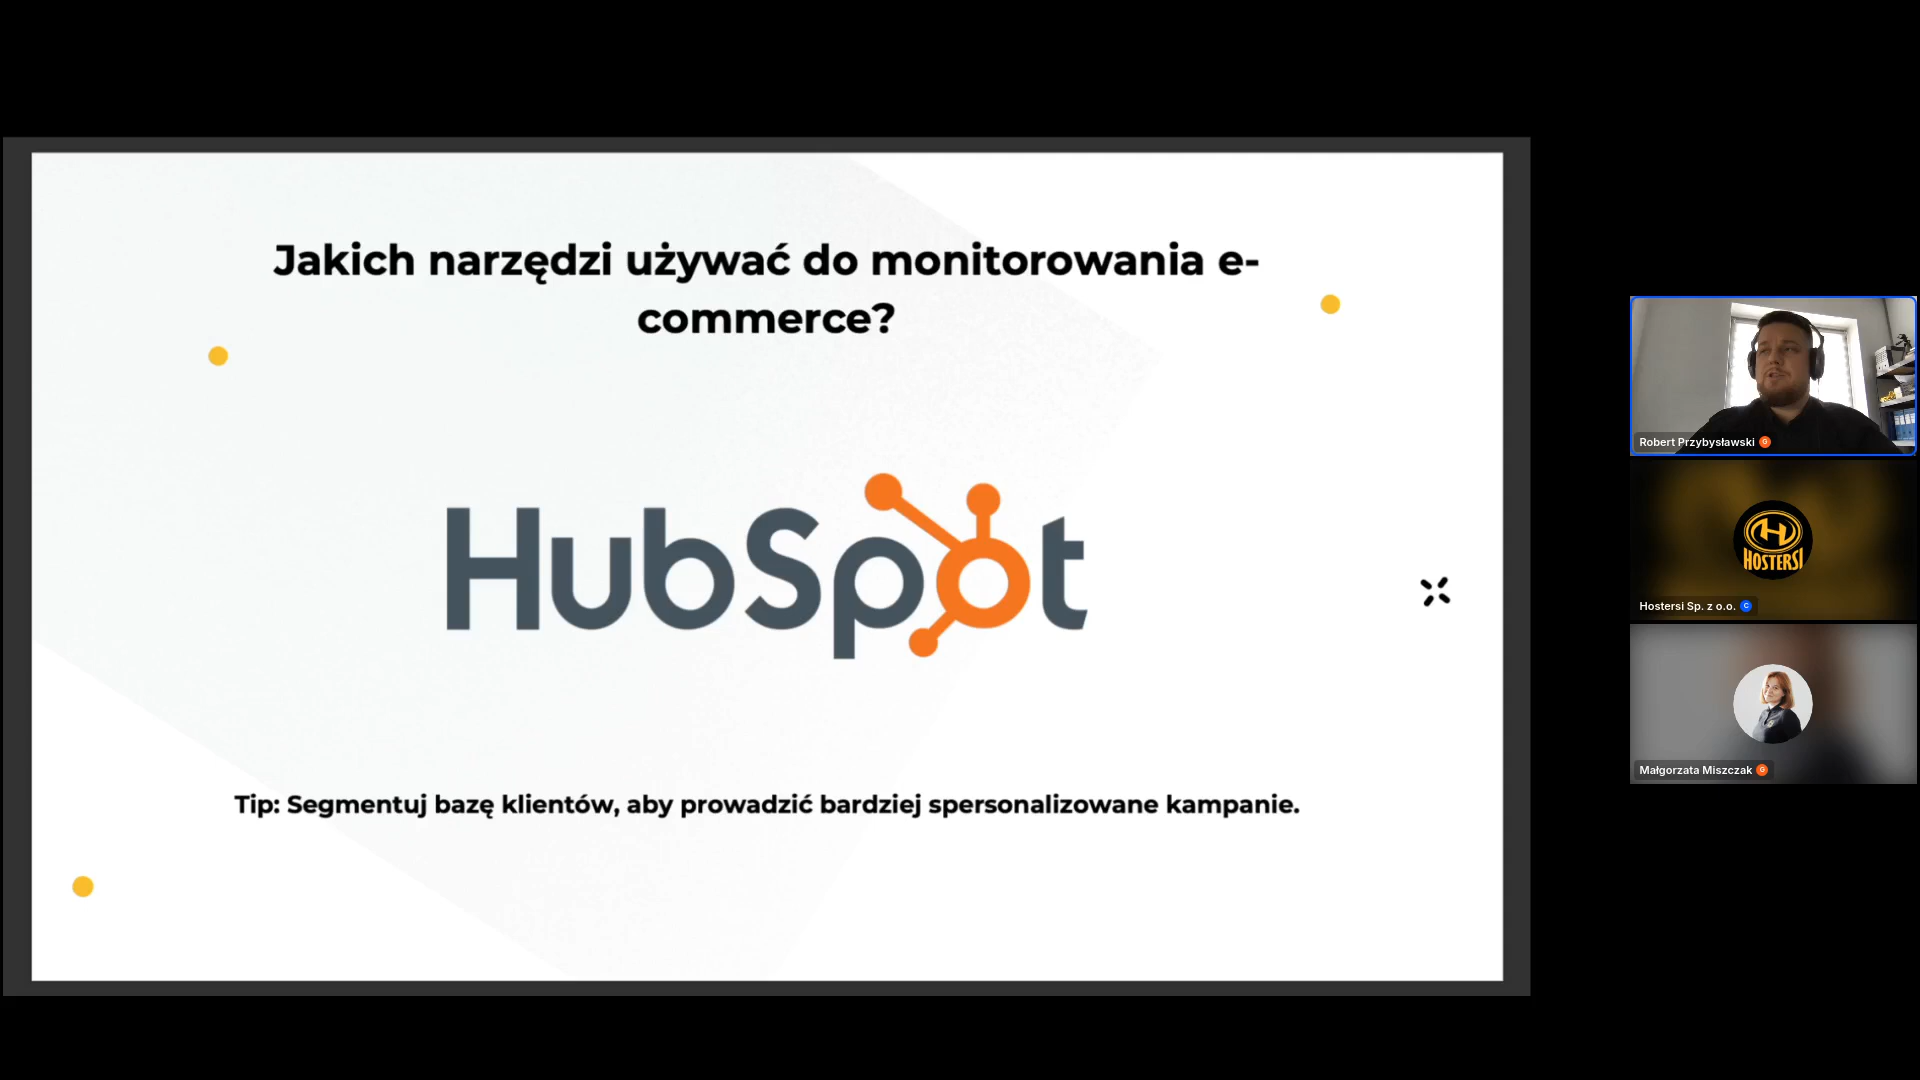 Jakich narzędzi używać do monitorowania e-
commerce?
HubSpot
Tip: Segmentuj bazę klientów, aby prowadzić bardziej spersonalizowane kampanie.
Robert Przybysławski G
HOSTERSI
Hostersi Sp. z o.o. C
Małgorzata Miszczak G